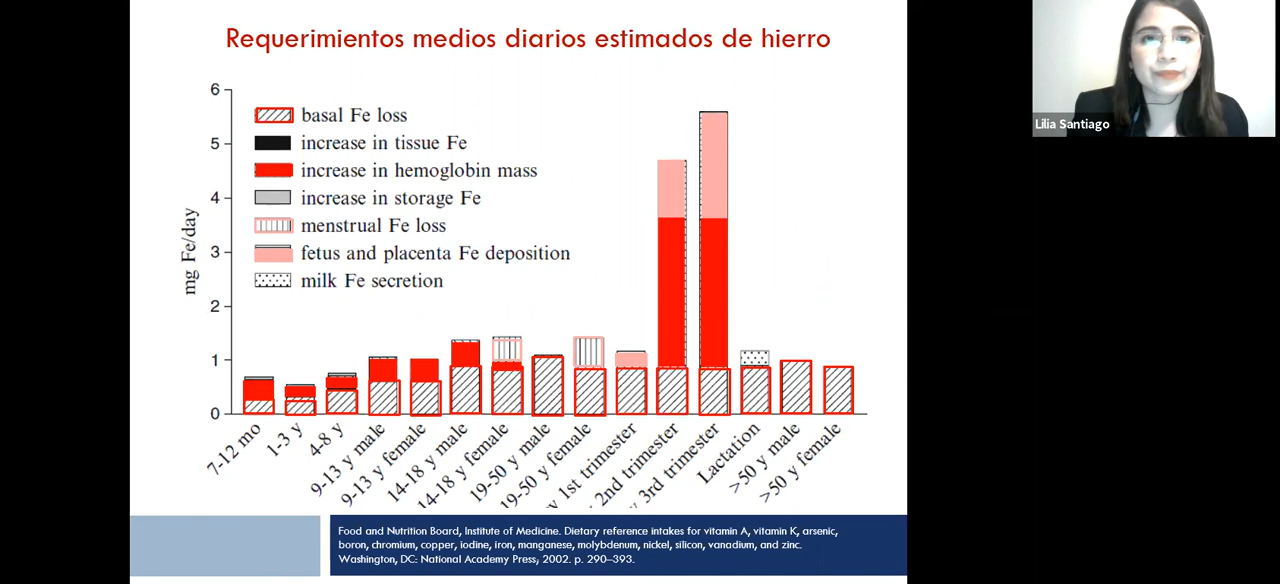 Requerimientos medios diarios estimados de hierro
Lilia Santiago
6
5
4
3
2
1
0
mg Fe/day
basal Fe loss
increase in tissue Fe
increase in hemoglobin mass
increase in storage Fe
menstrual Fe loss
fetus and placenta Fe deposition
milk Fe secretion
7-12 mo
1-3 y
4-8 y
9-13 y male
9-13 y female
14-18 y male
14-18 y female
19-50 y male
19-50 y female
1st trimester
2nd trimester
3rd trimester
Lactation
>50 y male
>50 y female
Food and Nutrition Board, Institute of Medicine. Dietary reference intakes for vitamin A, vitamin K, arsenic,
boron, chromium, copper, iodine, iron, manganese, molybdenum, nickel, silicon, vanadium, and zinc.
Washington, DC: National Academy Press; 2002. p. 290–393.